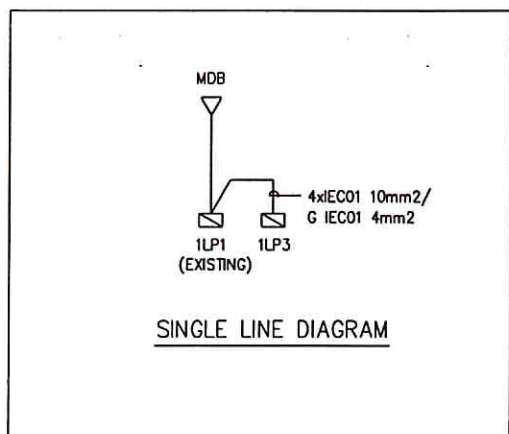 MDB
4xIEC01 10mm2/
G IEC01 4mm2
1LP1
(EXISTING)
1LP3
SINGLE LINE DIAGRAM